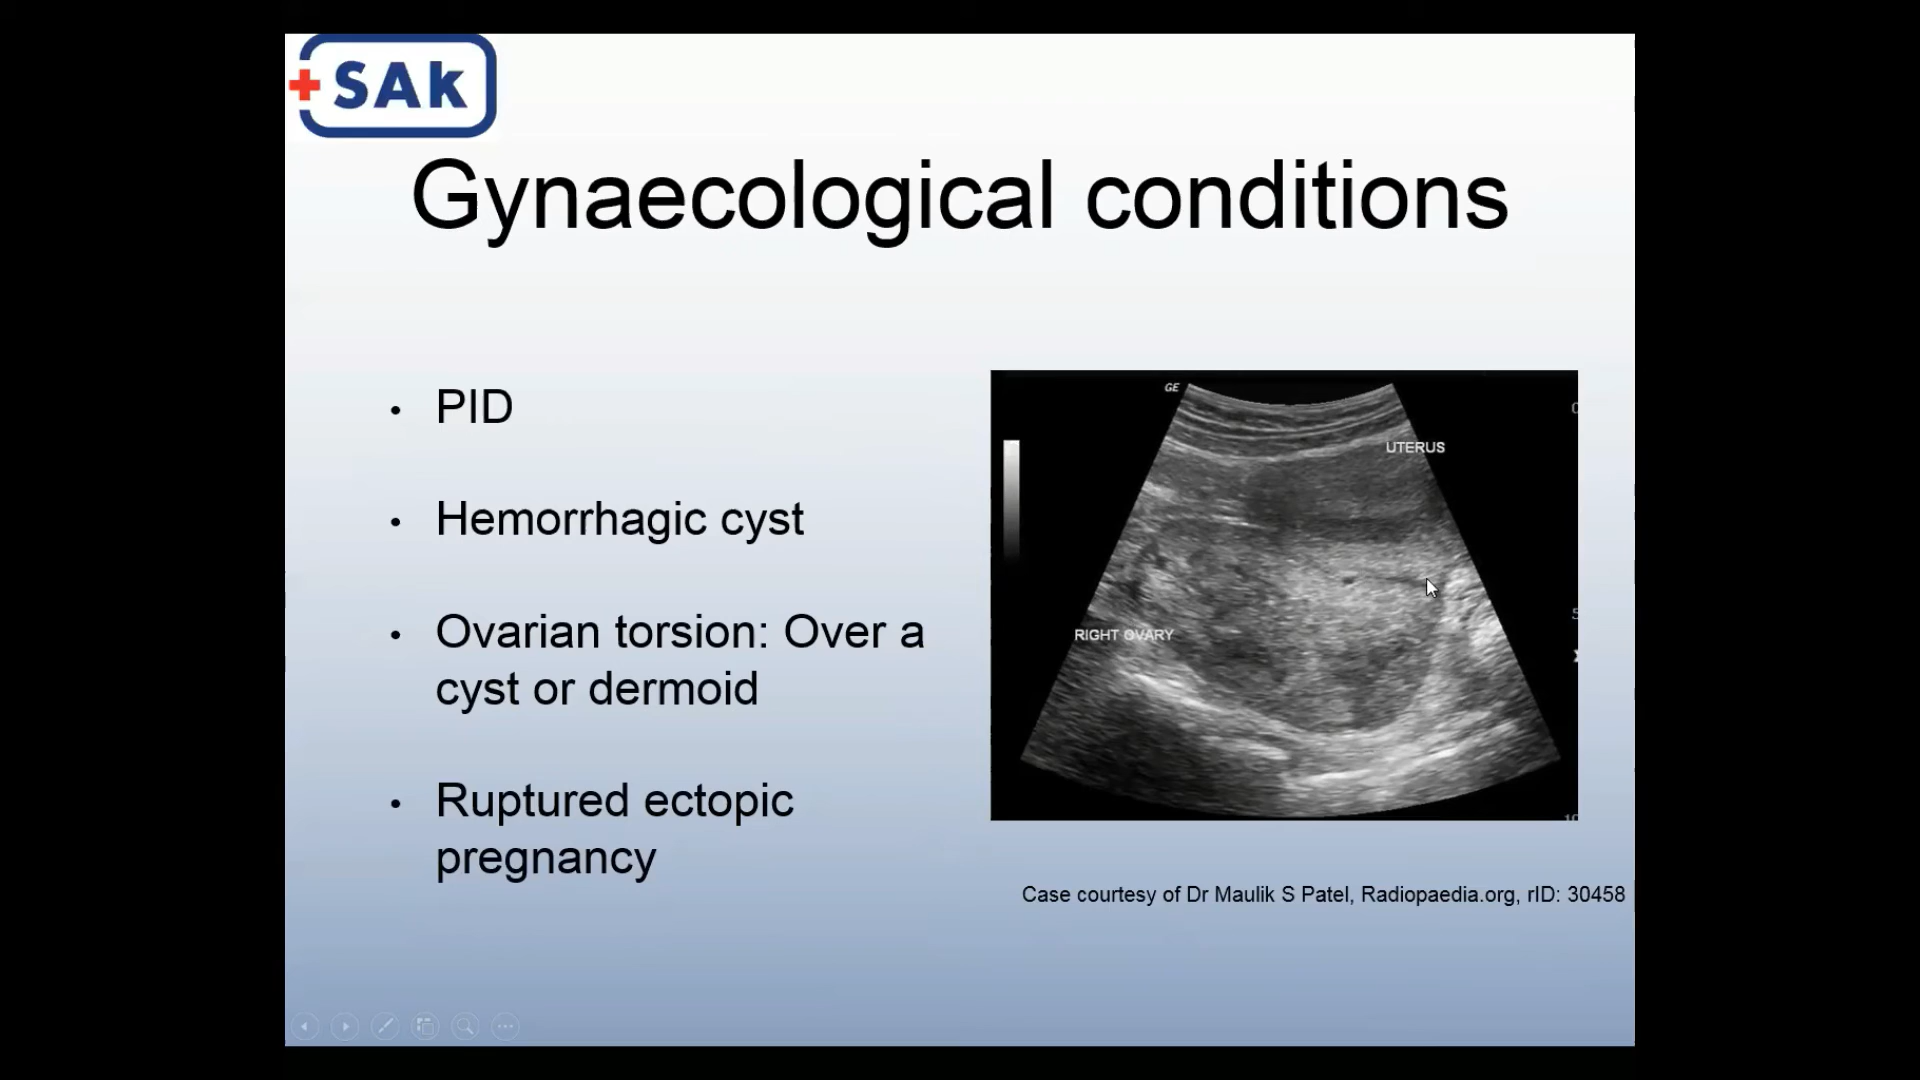 SAk
Gynaecological conditions
• PID
• Hemorrhagic cyst
• Ovarian torsion: Over a
cyst or dermoid
• Ruptured ectopic
pregnancy
GE
UTERUS
RIGHT OVARY
Case courtesy of Dr Maulik S Patel, Radiopaedia.org, rID: 30458